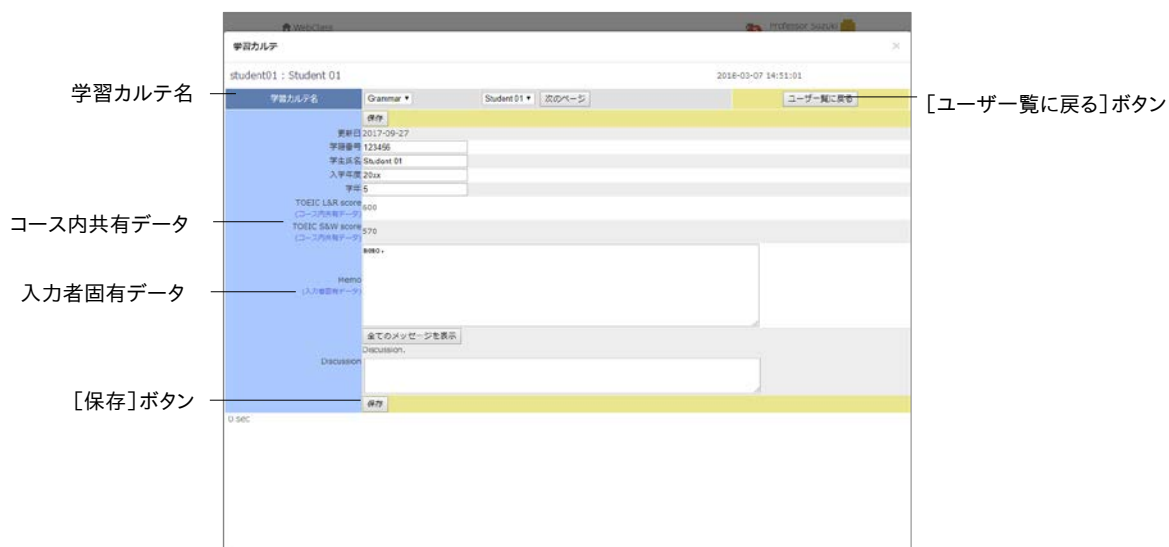 WebClass
Professor Suzuki
学習カルテ
×
student01 : Student 01
2016-03-07 14:51:01
学習カルテ名
学習カルテ名 Grammar Student 01 次のページ ユーザ一覧に戻る
[ユーザ一覧に戻る]ボタン
保存
更新日 2017-09-27
学籍番号 123456
学生氏名 Student 01
入学年度 20xx
学年 5
コース内共有データ
TOEIC L&R score 600
(コース内共有データ)
TOEIC S&W score 570
(コース内共有データ)
入力者固有データ
Memo
(入力者固有データ)
全てのメッセージを表示
Discussion.
Discussion
[保存]ボタン
保存
0 sec